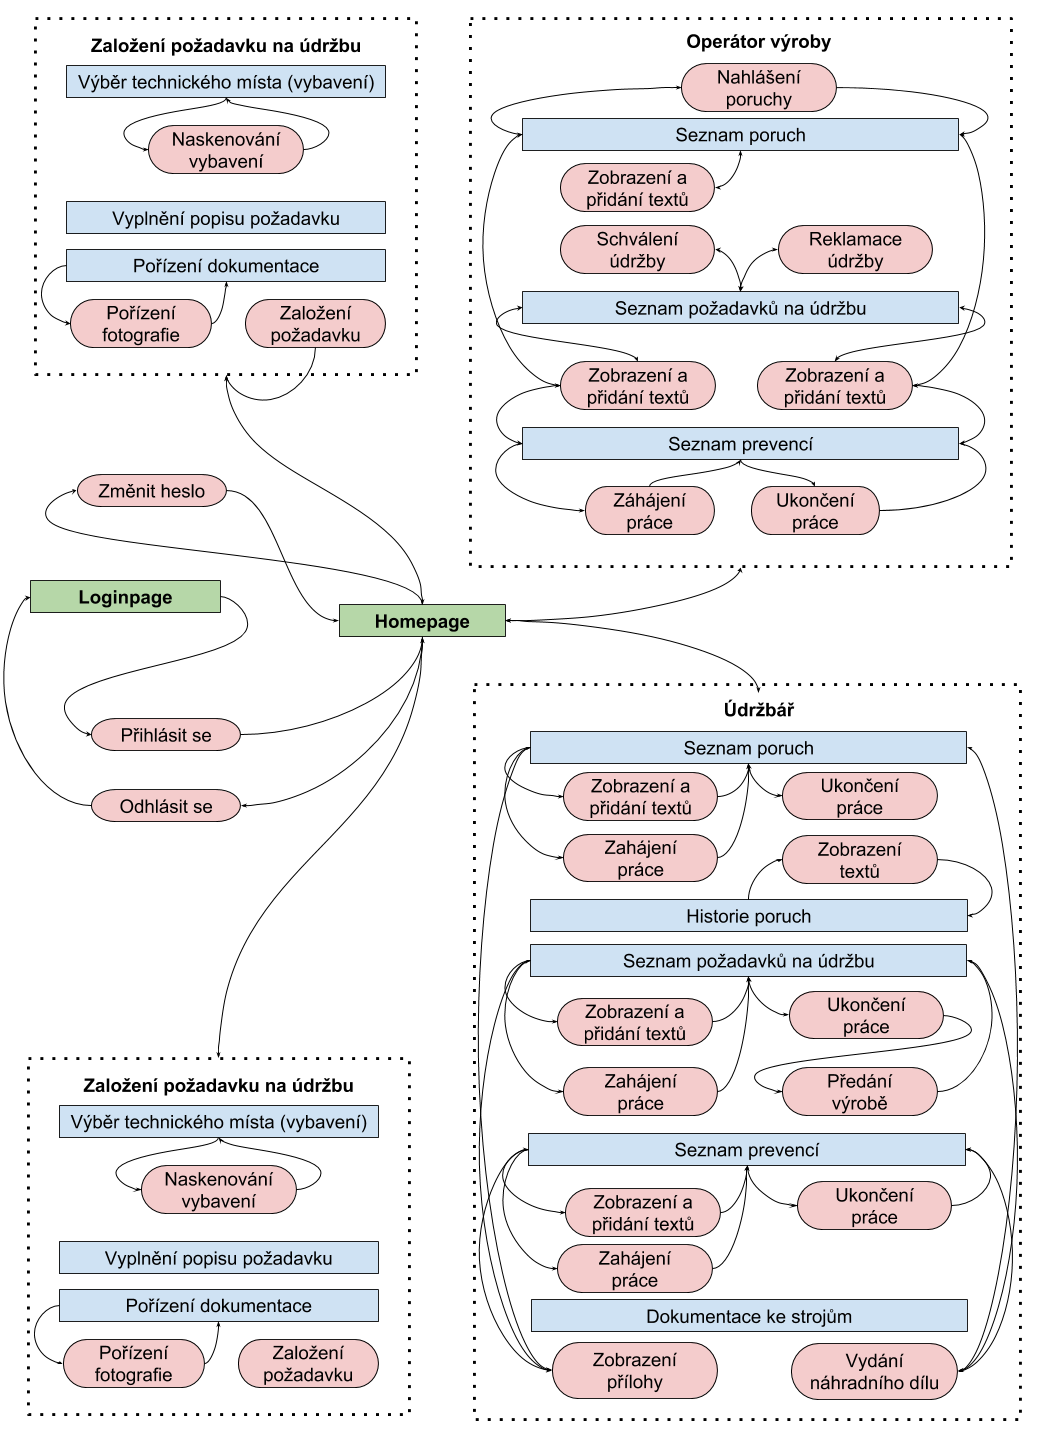 Založení požadavku na údržbu
Výběr technického místa (vybavení)
Naskenování
vybavení
Vyplnění popisu požadavku
Pořízení dokumentace
Pořízení
fotografie
Založení
požadavku
Operátor výroby
Nahlášení
poruchy
Seznam poruch
Zobrazení a
přidání textů
Schválení
údržby
Reklamace
údržby
Seznam požadavků na údržbu
Zobrazení a
přidání textů
Zobrazení a
přidání textů
Seznam prevencí
Záhájení
práce
Ukončení
práce
Změnit heslo
Loginpage
Homepage
Přihlásit se
Odhlásit se
Údržbář
Seznam poruch
Zobrazení a
přidání textů
Ukončení
práce
Zahájení
práce
Zobrazení
textů
Historie poruch
Seznam požadavků na údržbu
Zobrazení a
přidání textů
Ukončení
práce
Zahájení
práce
Předání
výrobě
Seznam prevencí
Zobrazení a
přidání textů
Ukončení
práce
Zahájení
práce
Dokumentace ke strojům
Zobrazení
přílohy
Vydání
náhradního dílu
Založení požadavku na údržbu
Výběr technického místa (vybavení)
Naskenování
vybavení
Vyplnění popisu požadavku
Pořízení dokumentace
Pořízení
fotografie
Založení
požadavku